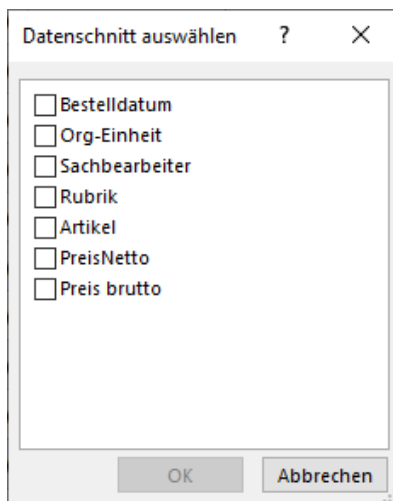 Datenschnitt auswählen ?
Bestelldatum
Org-Einheit
Sachbearbeiter
Rubrik
Artikel
PreisNetto
Preis brutto
OK Abbrechen